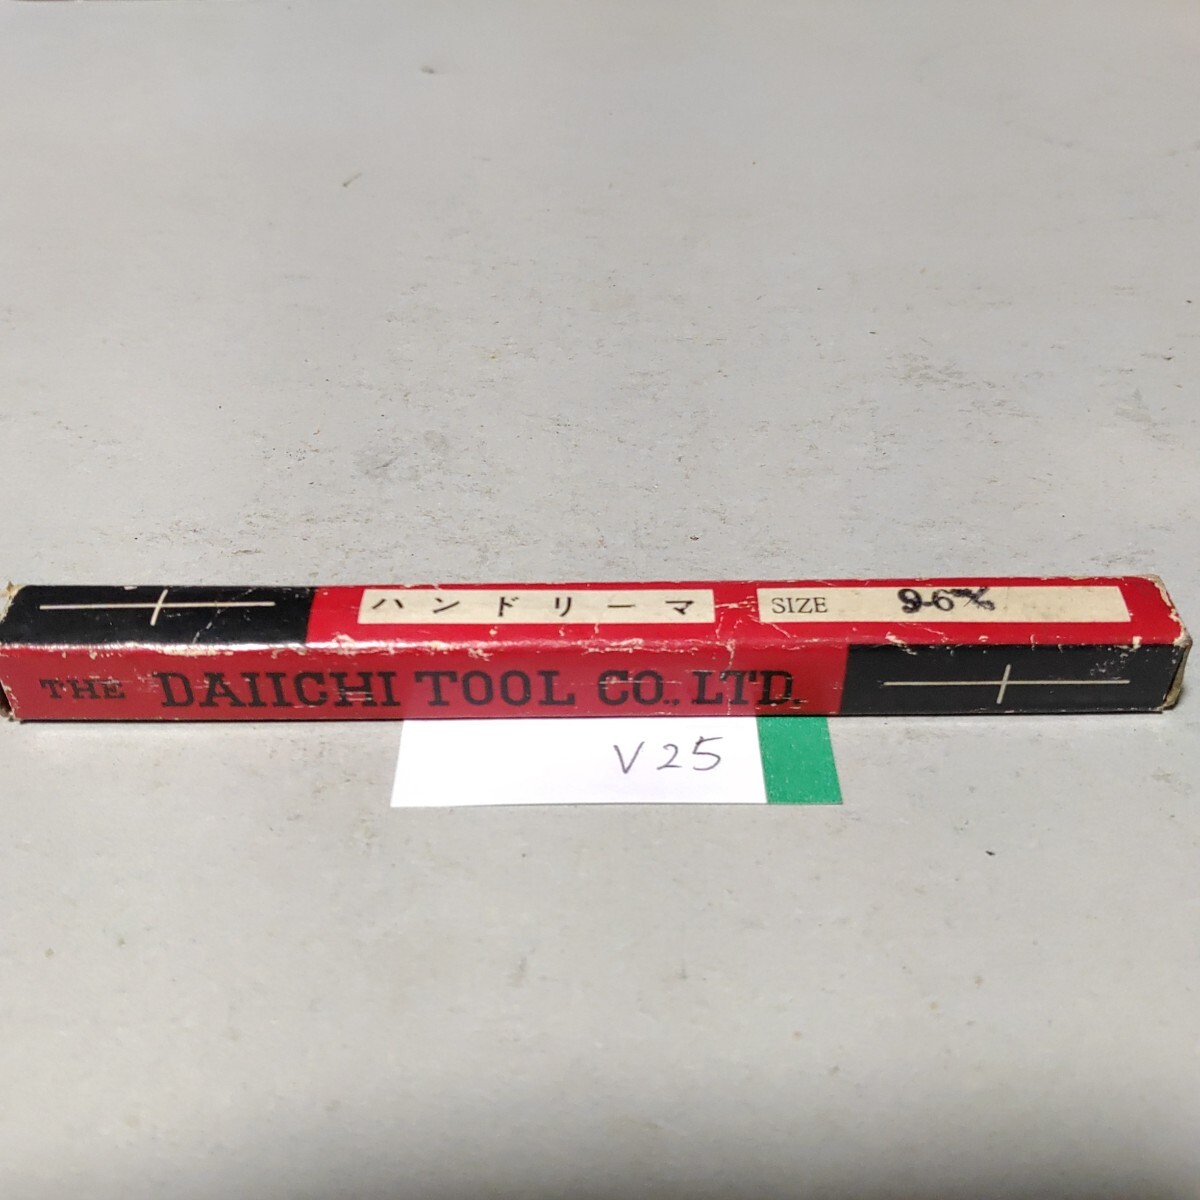 ハンドリーマ
SIZE 9.6 m/m
THE DAIICHI TOOL CO., LTD.
V25